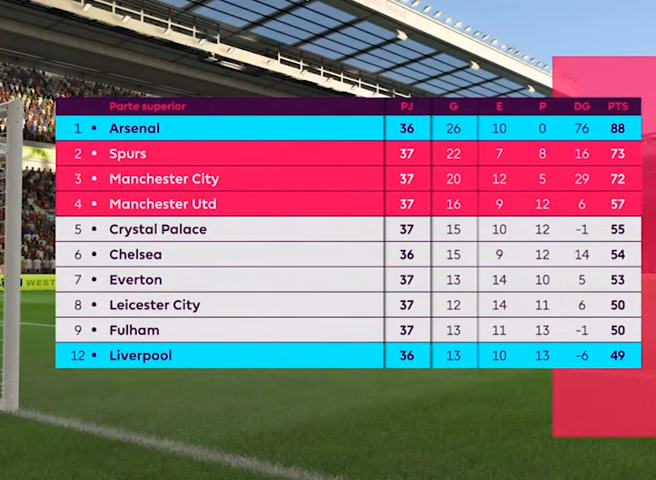 Parte superior PJ G E P DG PTS
1 • Arsenal 36 26 10 0 76 88
2 • Spurs 37 22 7 8 16 73
3 • Manchester City 37 20 12 5 29 72
4 • Manchester Utd 37 16 9 12 6 57
5 • Crystal Palace 37 15 10 12 -1 55
6 • Chelsea 36 15 9 12 14 54
7 • Everton 37 13 14 10 5 53
8 • Leicester City 37 12 14 11 6 50
9 • Fulham 37 13 11 13 -1 50
12 • Liverpool 36 13 10 13 -6 49
WEST